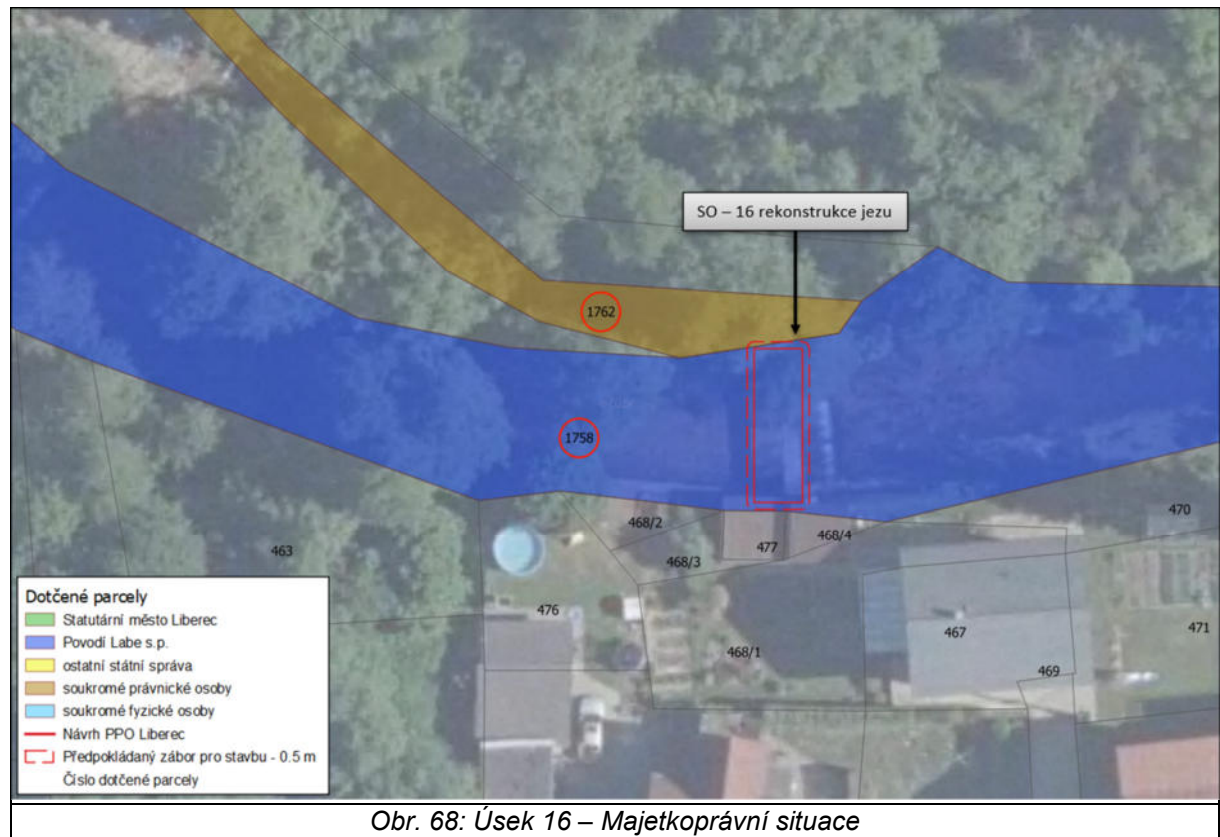 SO – 16 rekonstrukce jezu
1762
1758
468/2
470
463
468/3
477
468/4
476
467
471
468/1
469
Dotčené parcely
Statutární město Liberec
Povodí Labe s.p.
ostatní státní správa
soukromé právnické osoby
soukromé fyzické osoby
Návrh PPO Liberec
Předpokládaný zábor pro stavbu - 0.5 m
Číslo dotčené parcely
Obr. 68: Úsek 16 – Majetkoprávní situace